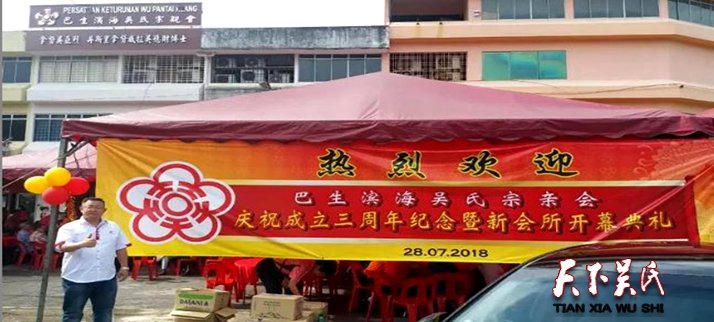 PERSATUAN KETURUNAN WU PANTAI KLANG
巴生滨海吴氏宗亲会
热烈欢迎
巴生滨海吴氏宗亲会
庆祝成立三周年纪念暨新会所开幕典礼
28.07.2018
DASANI
天下吴氏
TIAN XIA WU SHI